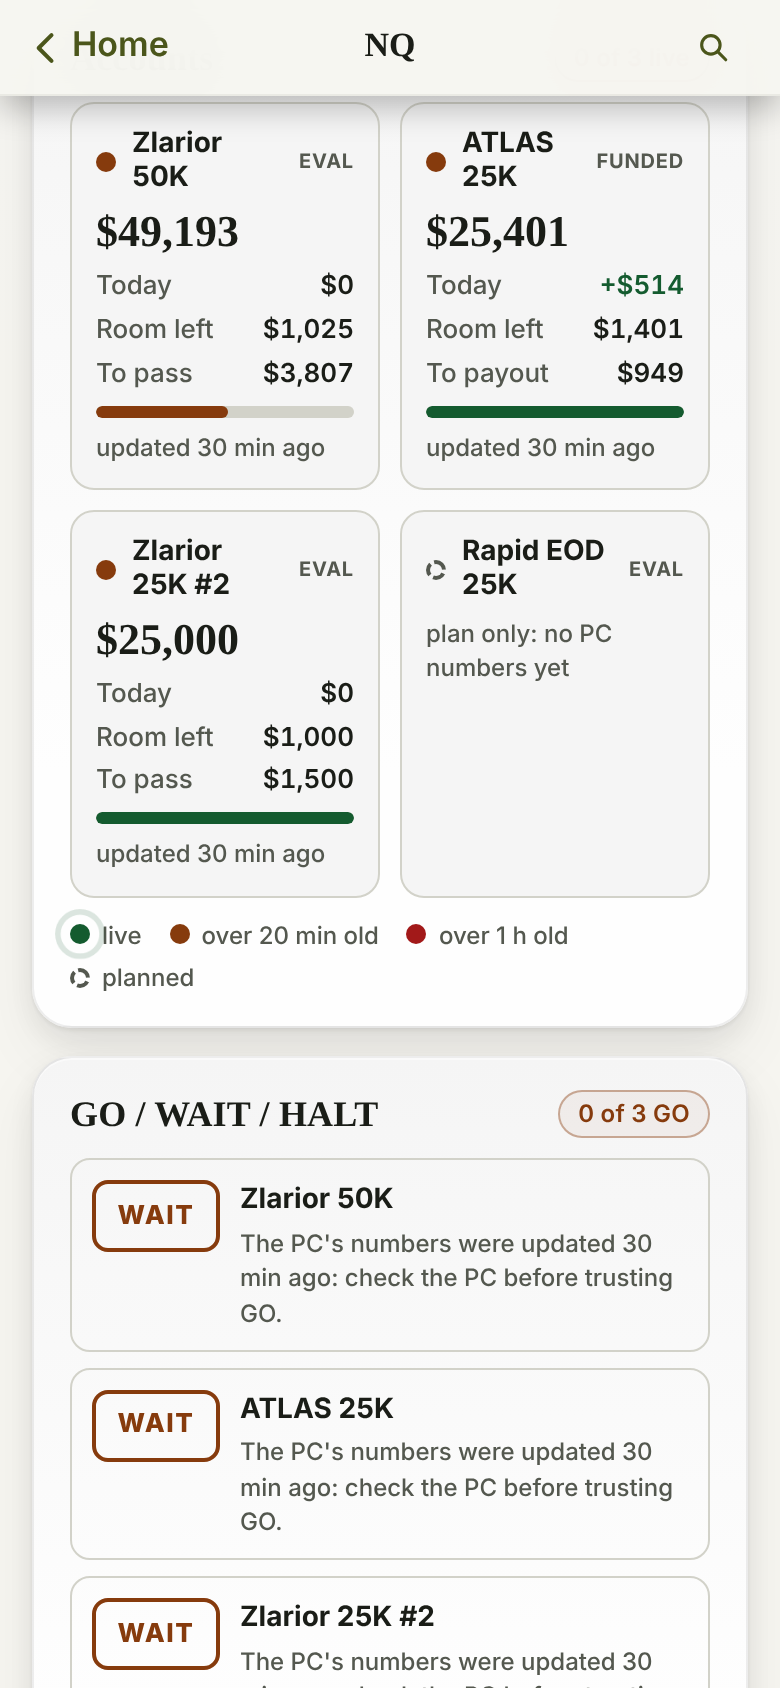 Home
NQ
Zlarior
50K
EVAL
$49,193
Today $0
Room left $1,025
To pass $3,807
updated 30 min ago
ATLAS
25K
FUNDED
$25,401
Today +$514
Room left $1,401
To payout $949
updated 30 min ago
Zlarior
25K #2
EVAL
$25,000
Today $0
Room left $1,000
To pass $1,500
updated 30 min ago
Rapid EOD
25K
EVAL
plan only: no PC
numbers yet
live over 20 min old over 1 h old
planned
GO / WAIT / HALT 0 of 3 GO
WAIT
Zlarior 50K
The PC's numbers were updated 30
min ago: check the PC before trusting
GO.
WAIT
ATLAS 25K
The PC's numbers were updated 30
min ago: check the PC before trusting
GO.
WAIT
Zlarior 25K #2
The PC's numbers were updated 30